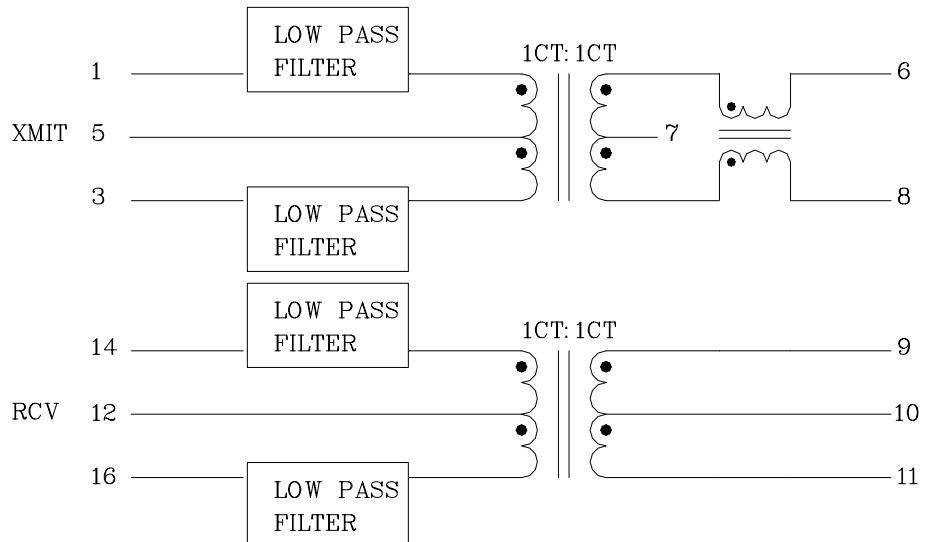 LOW PASS
FILTER
1CT:1CT
1
6
XMIT 5
7
3
8
LOW PASS
FILTER
LOW PASS
FILTER
1CT:1CT
14
9
RCV 12
10
16
11
LOW PASS
FILTER